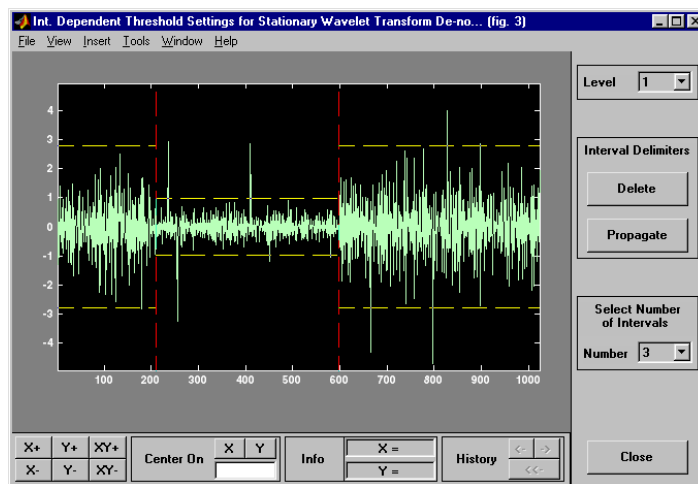 Int. Dependent Threshold Settings for Stationary Wavelet Transform De-no... (fig. 3)
File View Insert Tools Window Help
Level 1
4
3
2
1
0
-1
-2
-3
-4
100 200 300 400 500 600 700 800 900 1000
Interval Delimiters
Delete
Propagate
Select Number
of Intervals
Number 3
X+ Y+ XY+
X- Y- XY-
Center On X Y
Info X =
Y =
History <- ->
<<-
Close